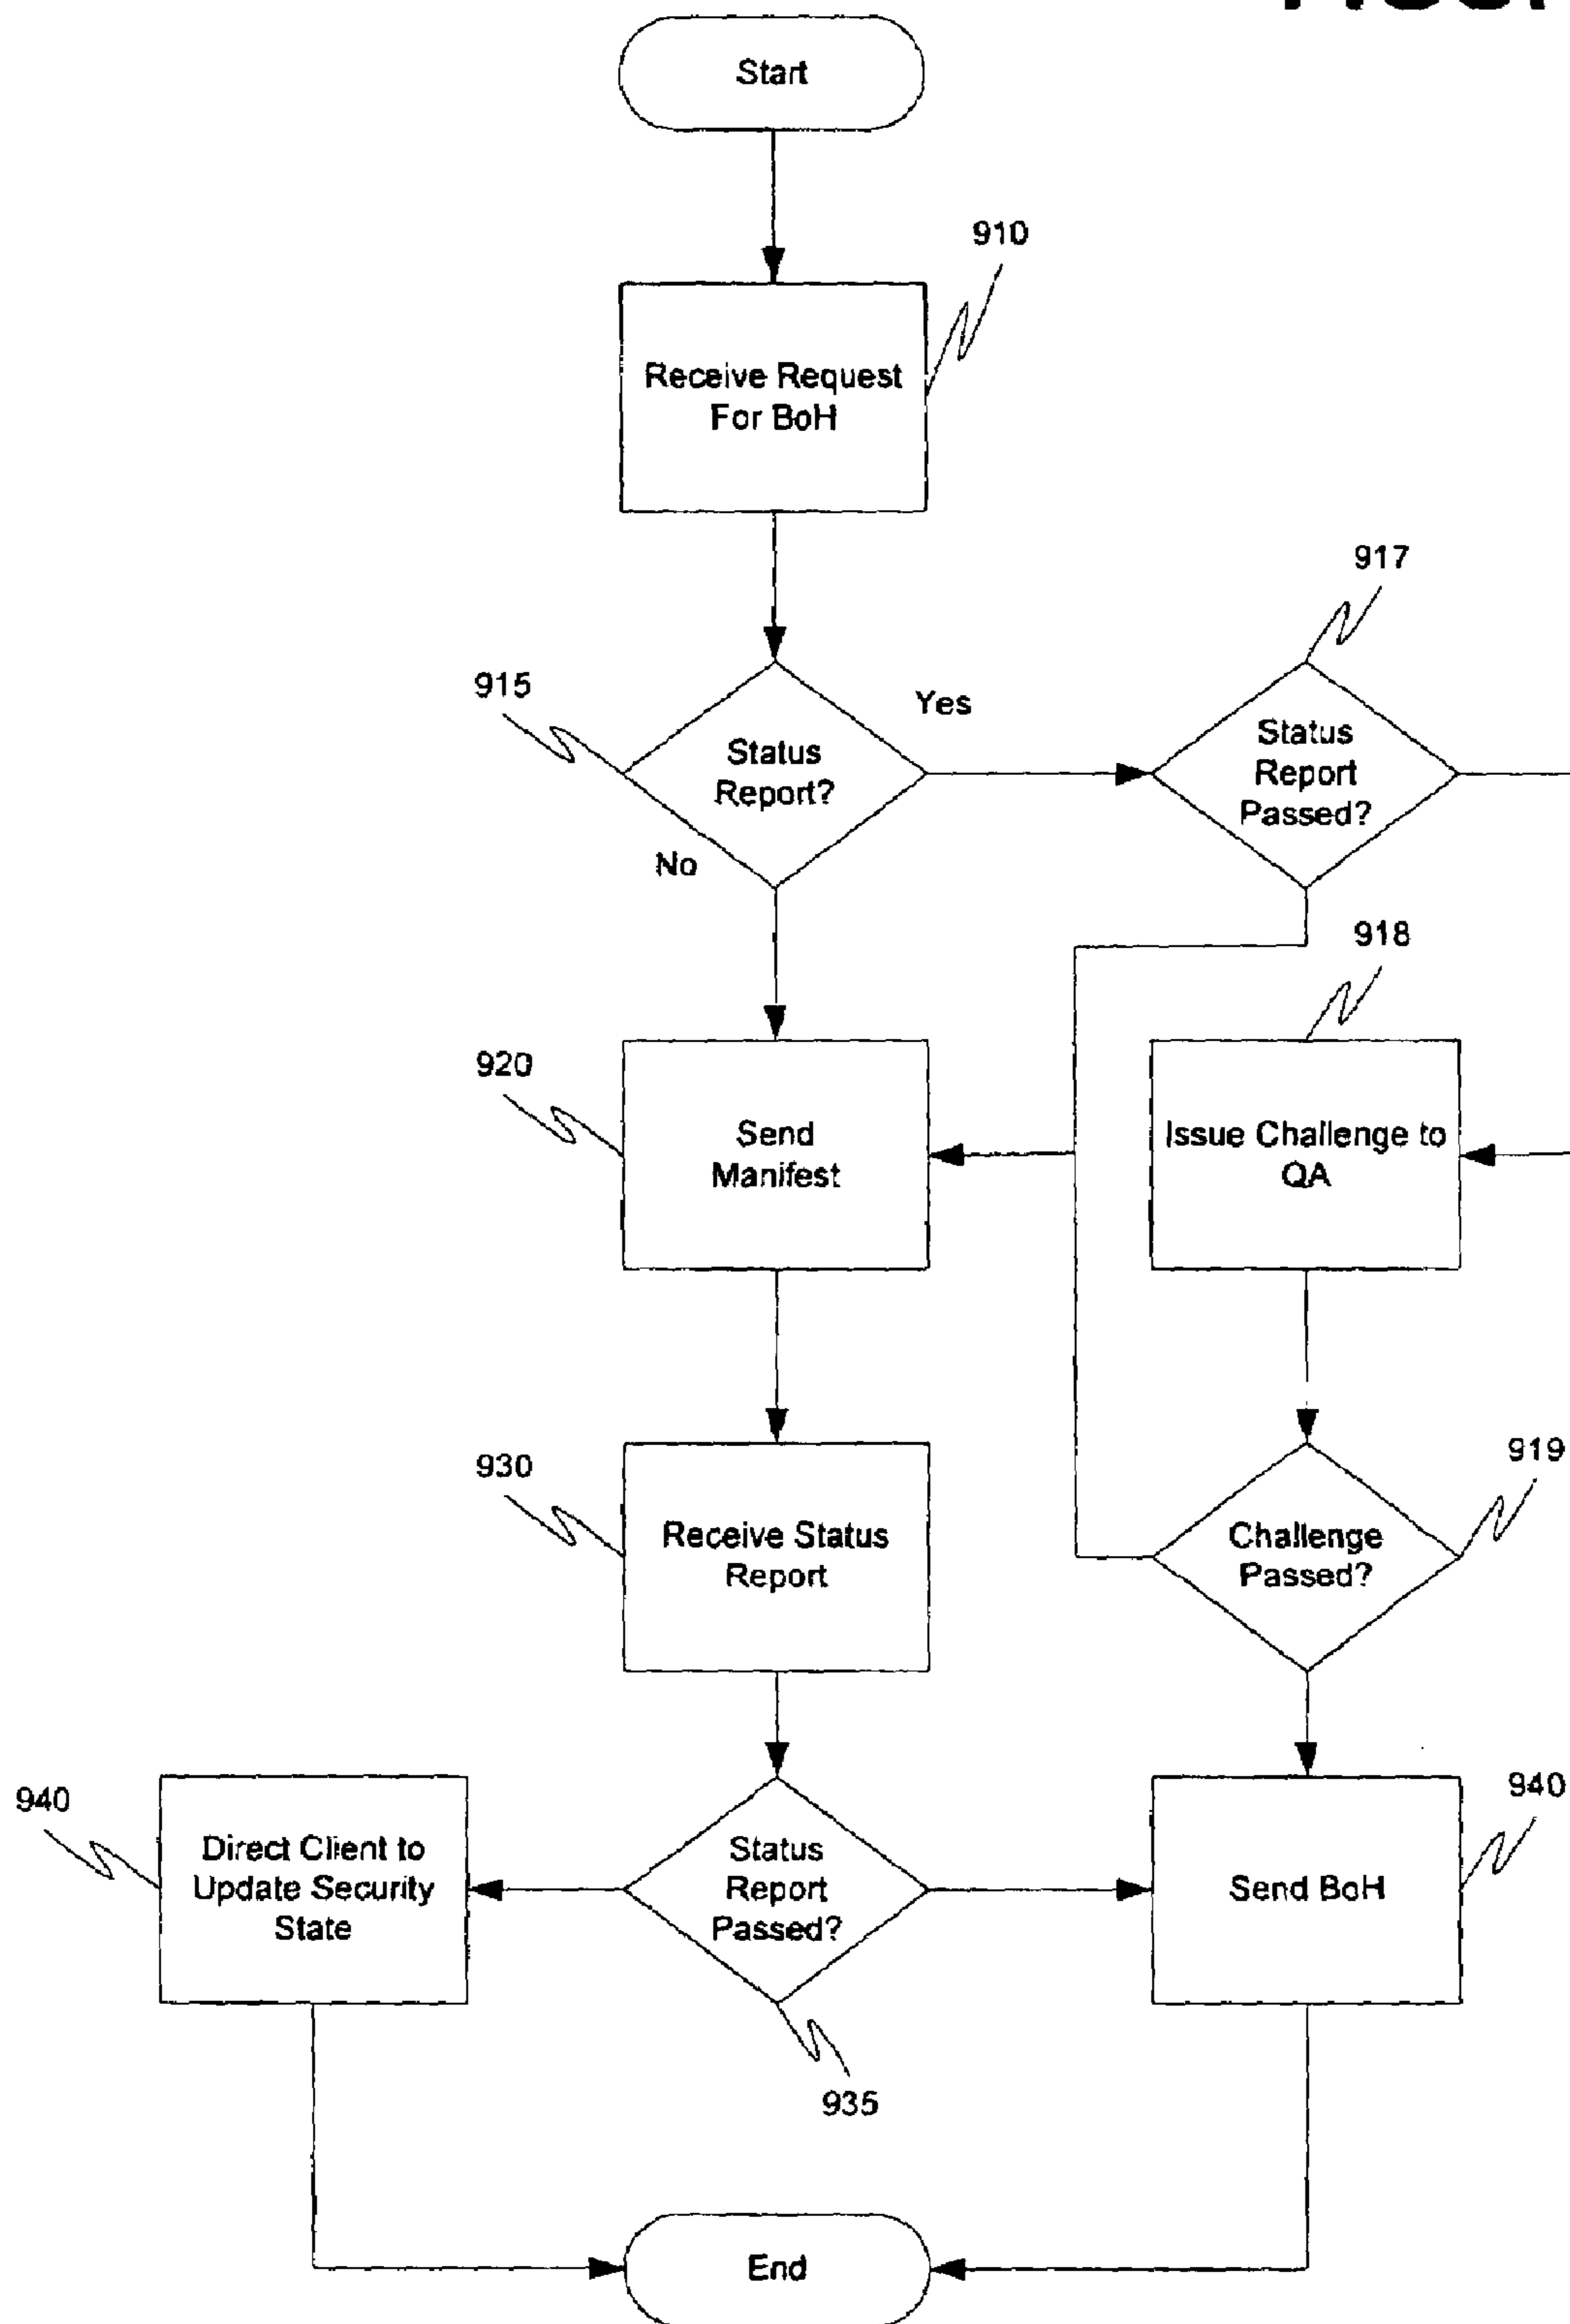 Start
910
Receive Request
For BoH
917
915
Yes
Status
Report?
Status
Report
Passed?
No
918
920
Send
Manifest
Issue Challenge to
QA
930
919
Receive Status
Report
Challenge
Passed?
940
Direct Client to
Update Security
State
Status
Report
Passed?
940
Send BoH
935
End